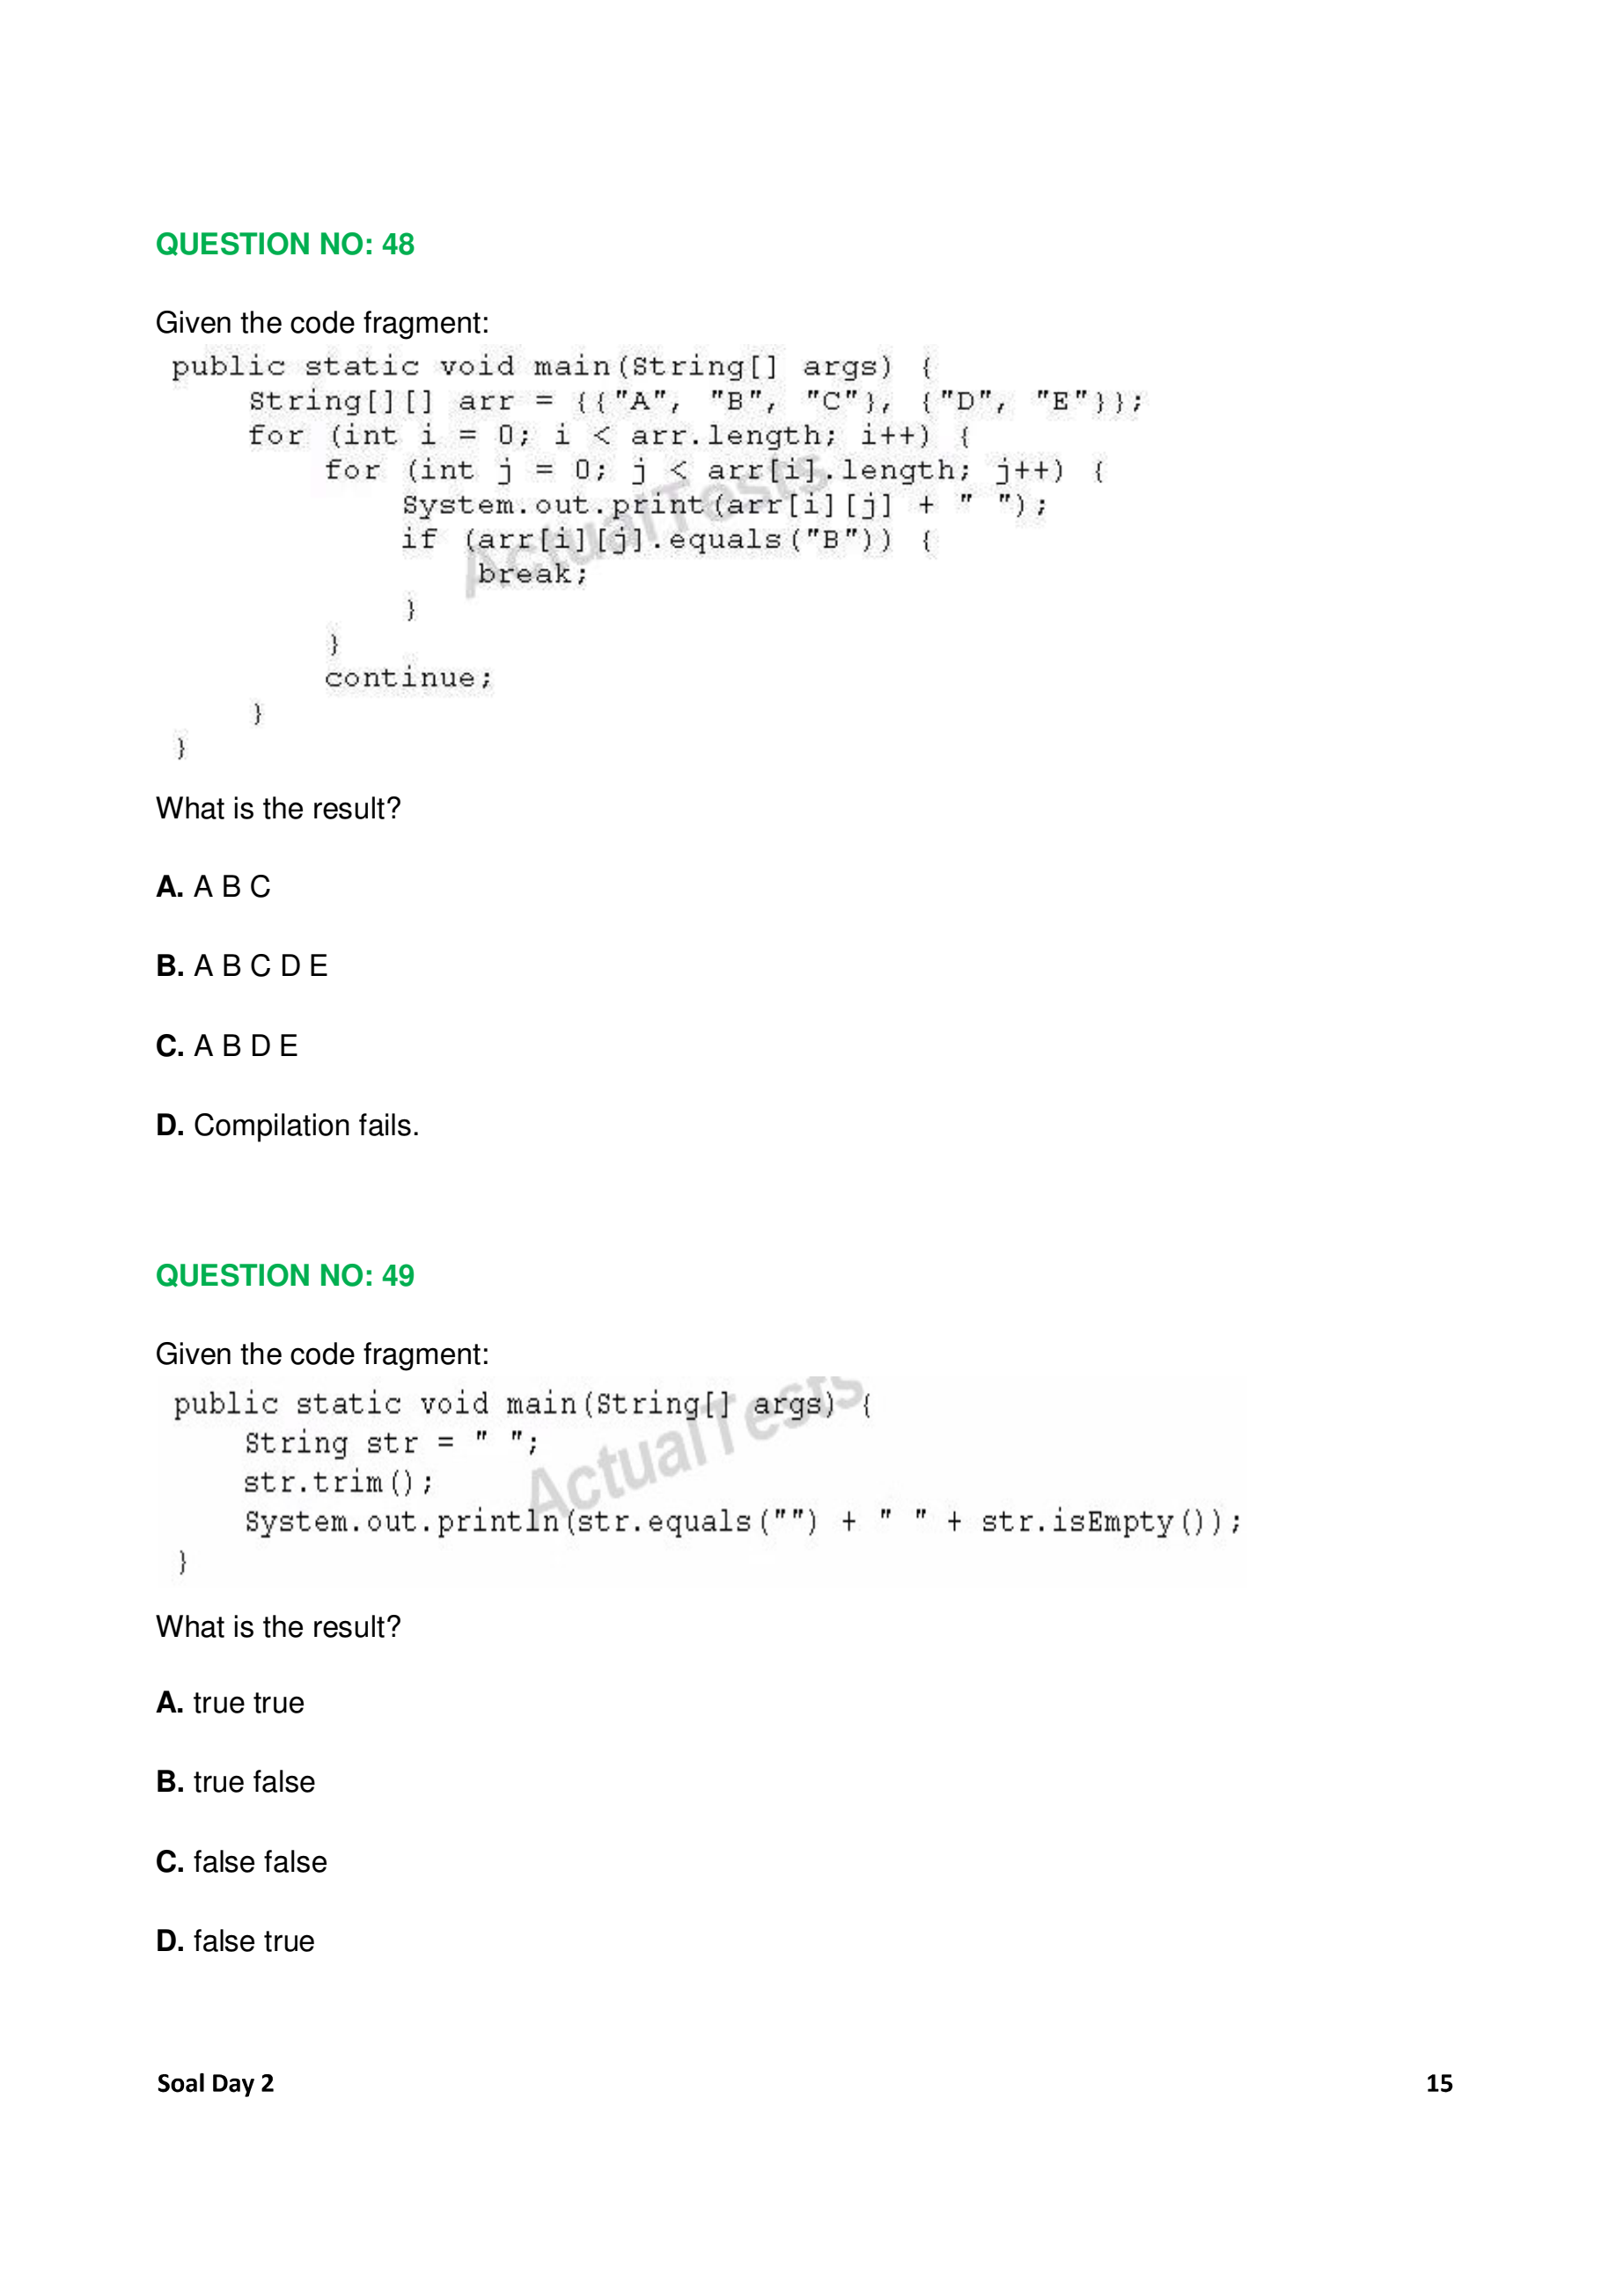 QUESTION NO: 48
Given the code fragment:
public static void main(String[] args) {
String[][] arr = {{"A", "B", "C"}, {"D", "E"}};
for (int i = 0; i < arr.length; i++) {
for (int j = 0; j < arr[i].length; j++) {
System.out.print(arr[i][j] + " ");
if (arr[i][j].equals("B")) {
break;
}
}
continue;
}
}
ActualTests
What is the result?
A. A B C
B. A B C D E
C. A B D E
D. Compilation fails.
QUESTION NO: 49
Given the code fragment:
public static void main(String[] args) {
String str = " ";
str.trim();
System.out.println(str.equals("") + " " + str.isEmpty());
}
ActualTests
What is the result?
A. true true
B. true false
C. false false
D. false true
Soal Day 2 15